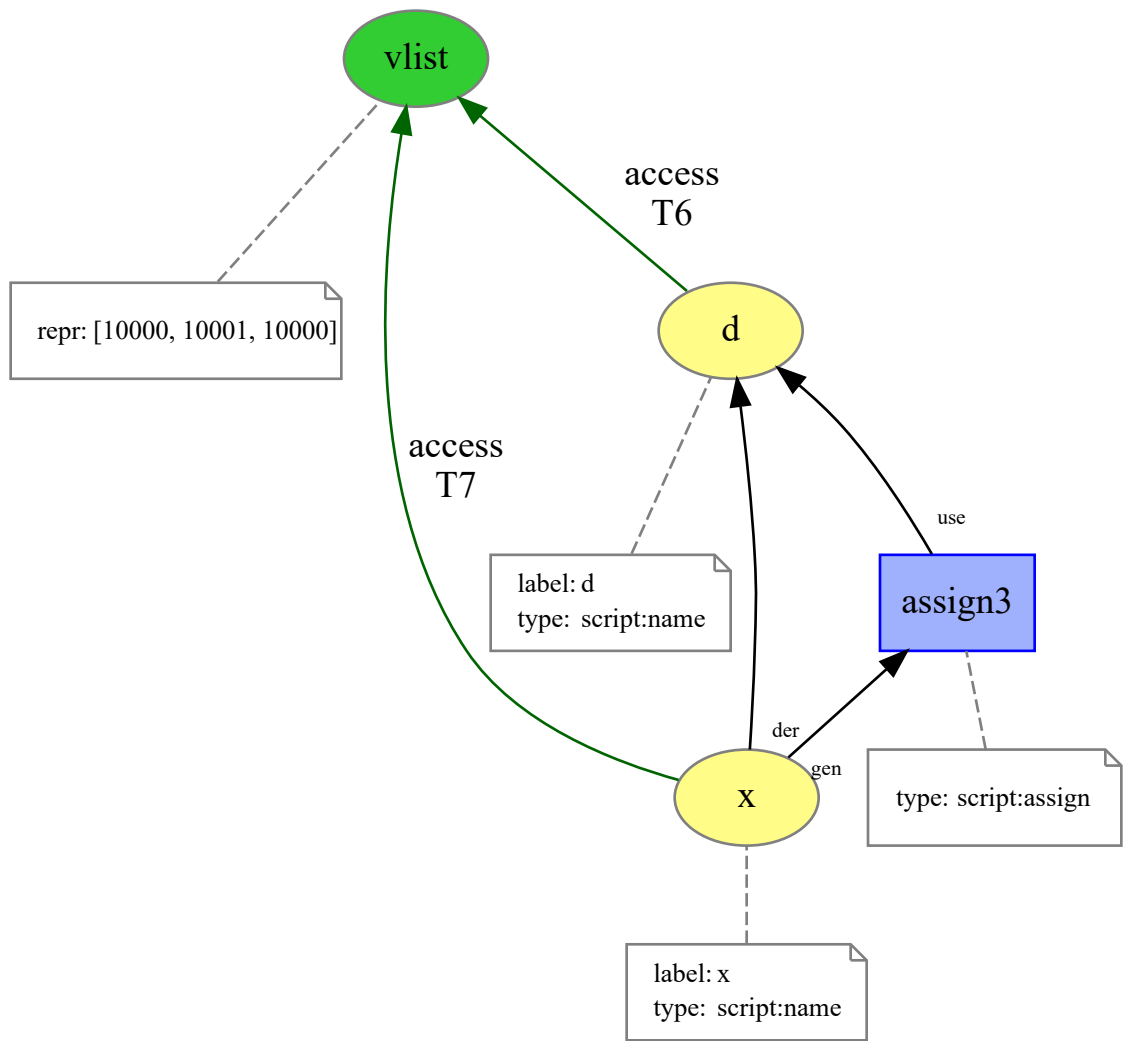 vlist
access
T6
repr: [10000, 10001, 10000]
d
access
T7
use
label: d
type: script:name
assign3
der
gen
x
type: script:assign
label: x
type: script:name